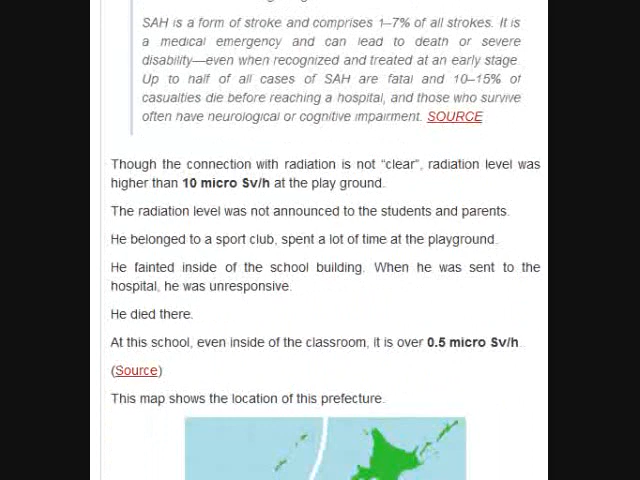 SAH is a form of stroke and comprises 1–7% of all strokes. It is
a medical emergency and can lead to death or severe
disability—even when recognized and treated at an early stage.
Up to half of all cases of SAH are fatal and 10–15% of
casualties die before reaching a hospital, and those who survive
often have neurological or cognitive impairment. SOURCE
Though the connection with radiation is not “clear”, radiation level was
higher than 10 micro Sv/h at the play ground.
The radiation level was not announced to the students and parents.
He belonged to a sport club, spent a lot of time at the playground.
He fainted inside of the school building. When he was sent to the
hospital, he was unresponsive.
He died there.
At this school, even inside of the classroom, it is over 0.5 micro Sv/h.
(Source)
This map shows the location of this prefecture.